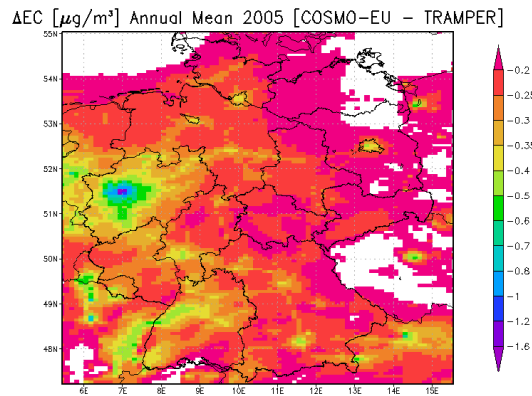 ΔEC [μg/m³] Annual Mean 2005 [COSMO-EU - TRAMPER]
55N
54N
53N
52N
51N
50N
49N
48N
6E 7E 8E 9E 10E 11E 12E 13E 14E 15E
-0.2
-0.25
-0.3
-0.35
-0.4
-0.5
-0.6
-0.8
-1
-1.2
-1.6